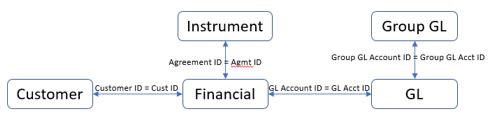 Instrument
Group GL
Agreement ID = Agmt ID
Group GL Account ID = Group GL Acct ID
Customer
Customer ID = Cust ID
Financial
GL Account ID = GL Acct ID
GL